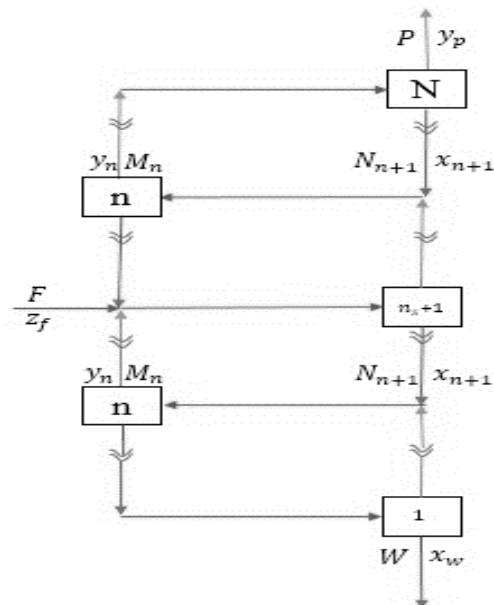 P y_p
N
y_n M_n N_{n+1} x_{n+1}
n
F
z_f
n_s+1
y_n M_n N_{n+1} x_{n+1}
n
1
W x_w